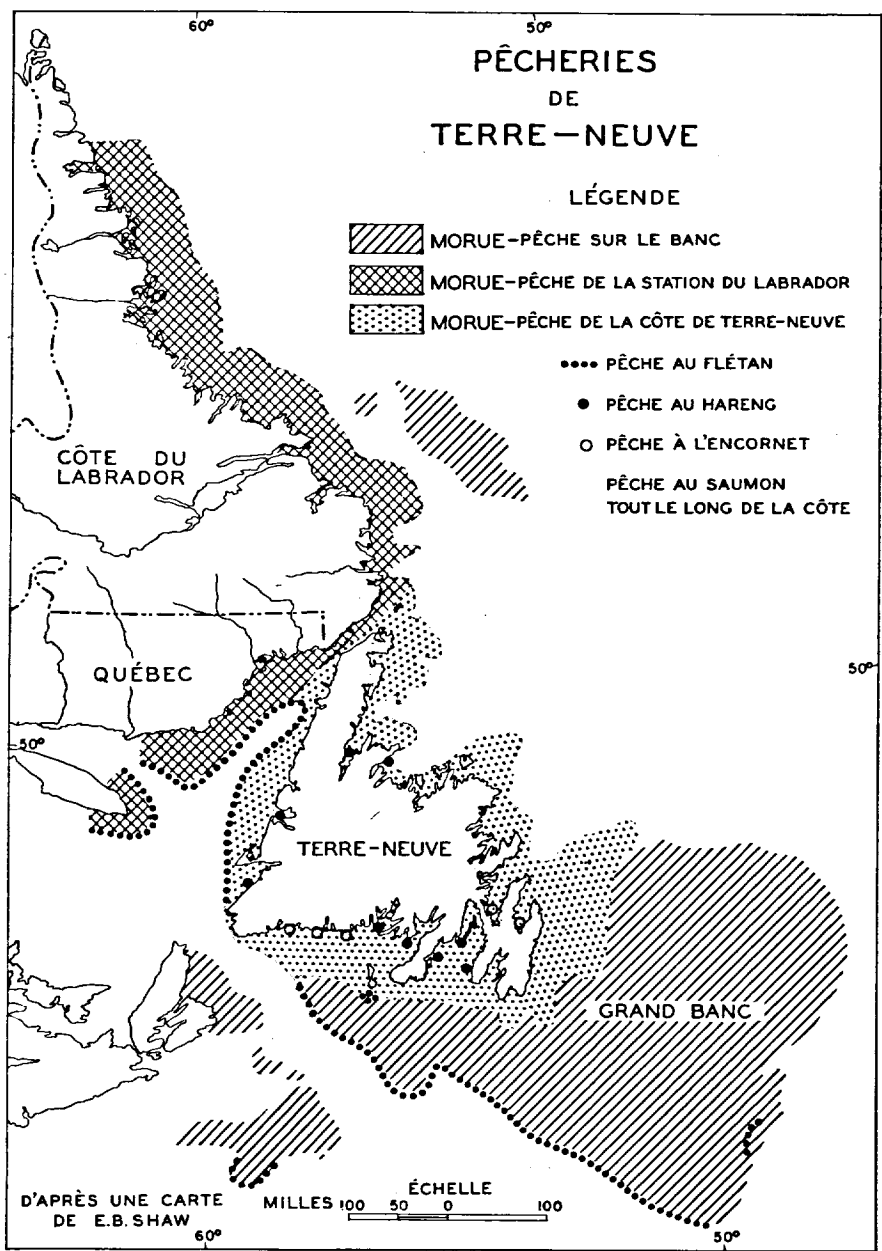 60°
50°
PÊCHERIES
DE
TERRE-NEUVE
LÉGENDE
MORUE-PÊCHE SUR LE BANC
MORUE-PÊCHE DE LA STATION DU LABRADOR
MORUE-PÊCHE DE LA CÔTE DE TERRE-NEUVE
PÊCHE AU FLÉTAN
PÊCHE AU HARENG
PÊCHE À L'ENCORNET
PÊCHE AU SAUMON
TOUT LE LONG DE LA CÔTE
CÔTE DU
LABRADOR
QUÉBEC
50°
50°
TERRE-NEUVE
GRAND BANC
D'APRÈS UNE CARTE
DE E.B. SHAW
ÉCHELLE
MILLES 100 50 0 100
60°
50°